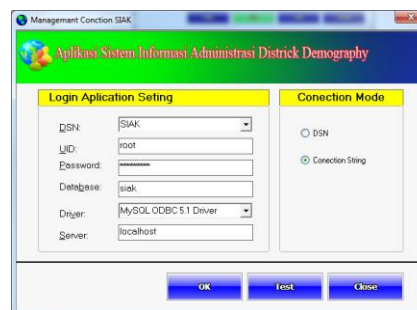 Managemant Conction SIAK
Aplikasi Sistem Informasi Administrasi Districk Demography
Login Aplication Seting
Conection Mode
DSN:
SIAK
DSN
UID:
root
Password:
*********
Conection String
Database:
siak
Driver:
MySQL ODBC 5.1 Driver
Server:
localhost
OK
Test
Close